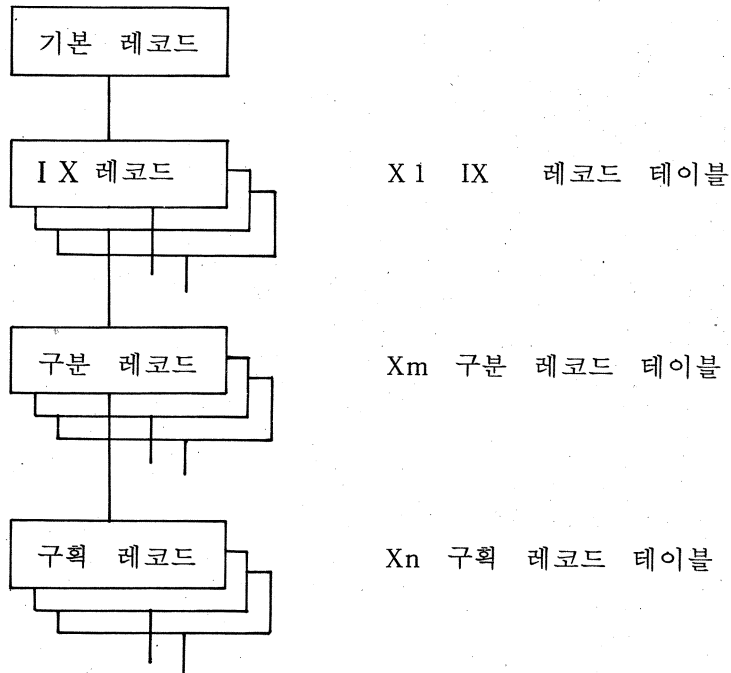 기본 레코드
IX 레코드
X1 IX 레코드 테이블
구분 레코드
Xm 구분 레코드 테이블
구획 레코드
Xn 구획 레코드 테이블